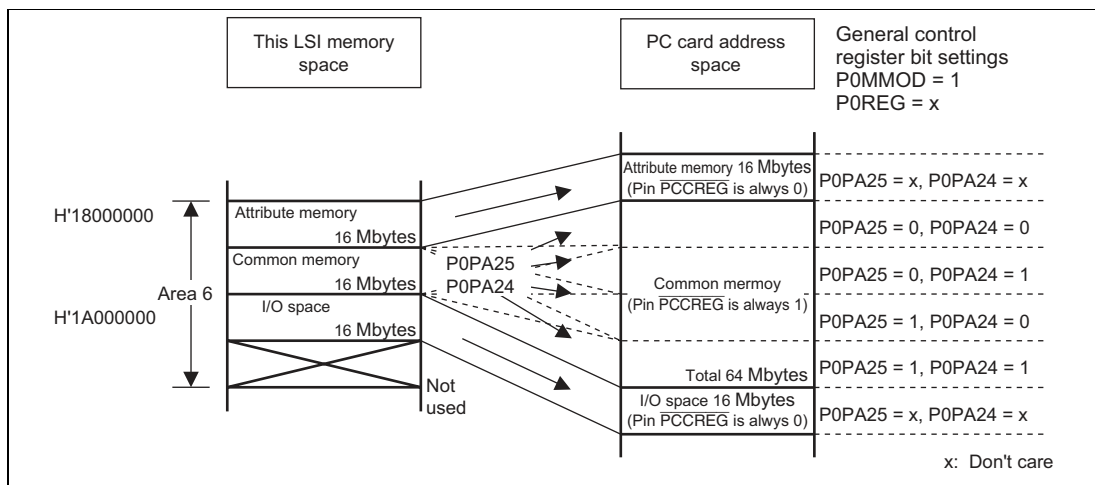 This LSI memory
space
PC card address
space
General control
register bit settings
P0MMOD = 1
P0REG = x
H'18000000
Area 6
H'1A000000
Attribute memory
16 Mbytes
Common memory
16 Mbytes
I/O space
16 Mbytes
Not
used
P0PA25
P0PA24
Attribute memory 16 Mbytes
(Pin PCCREG is alwys 0)
Common mermoy
(Pin PCCREG is always 1)
Total 64 Mbytes
I/O space 16 Mbytes
(Pin PCCREG is alwys 0)
P0PA25 = x, P0PA24 = x
P0PA25 = 0, P0PA24 = 0
P0PA25 = 0, P0PA24 = 1
P0PA25 = 1, P0PA24 = 0
P0PA25 = 1, P0PA24 = 1
P0PA25 = x, P0PA24 = x
x: Don't care